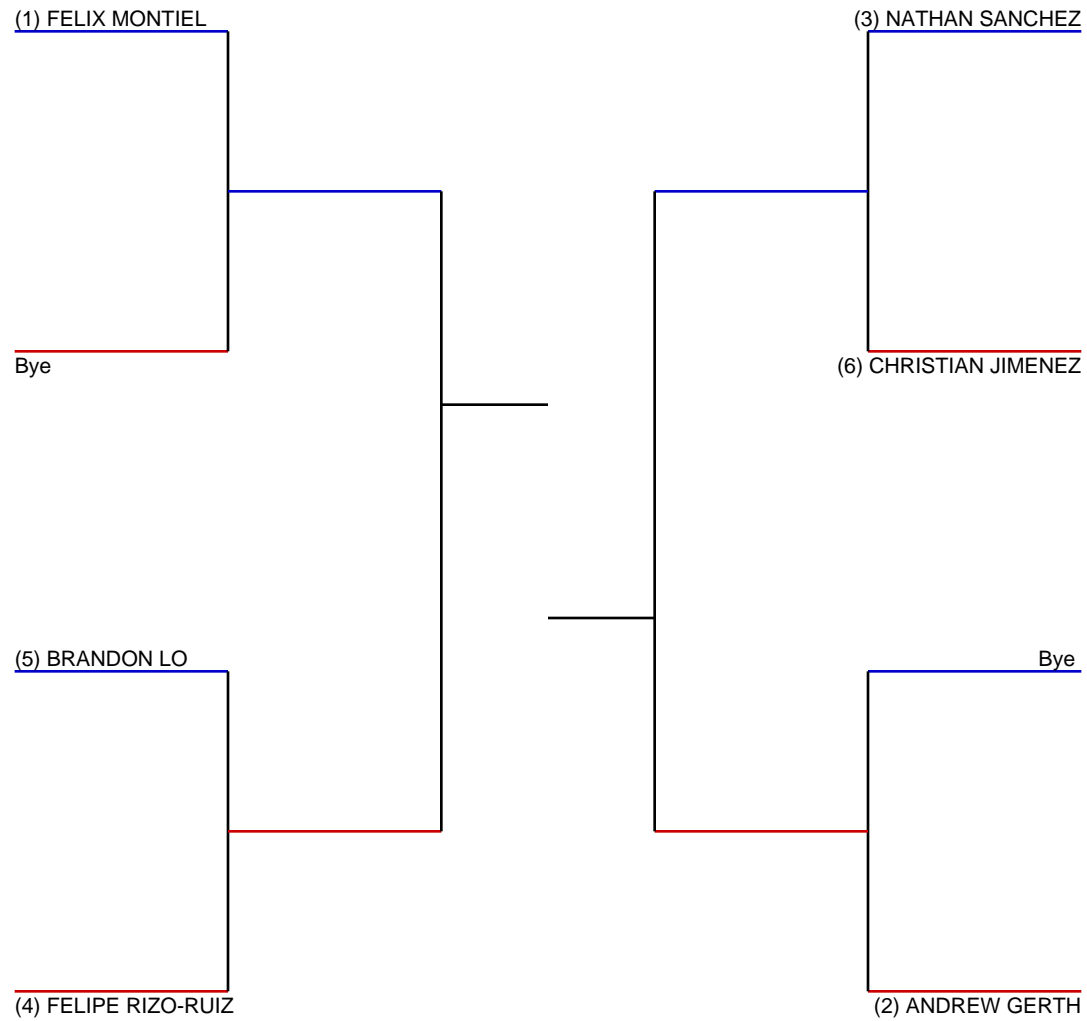 (1) FELIX MONTIEL
(3) NATHAN SANCHEZ
Bye
(6) CHRISTIAN JIMENEZ
(5) BRANDON LO
Bye
(4) FELIPE RIZO-RUIZ
(2) ANDREW GERTH